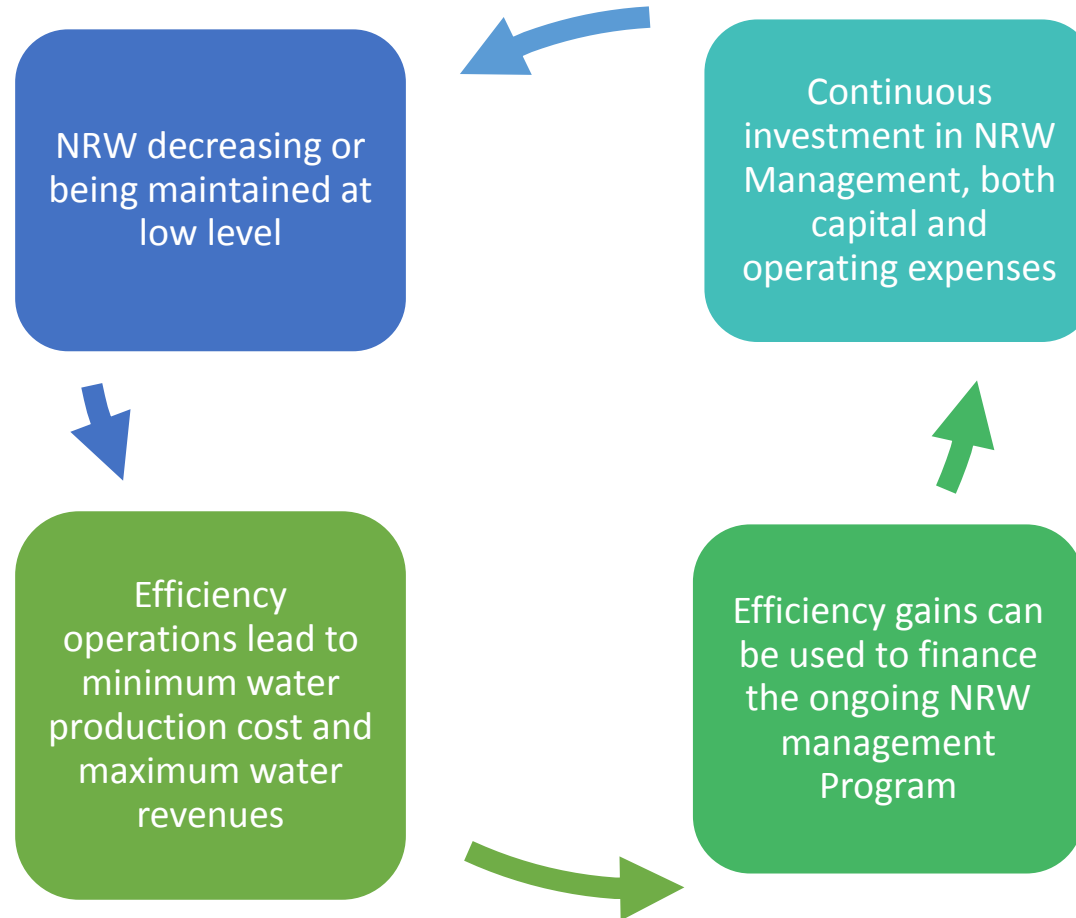 NRW decreasing or
being maintained at
low level
Continuous
investment in NRW
Management, both
capital and
operating expenses
Efficiency
operations lead to
minimum water
production cost and
maximum water
revenues
Efficiency gains can
be used to finance
the ongoing NRW
management
Program